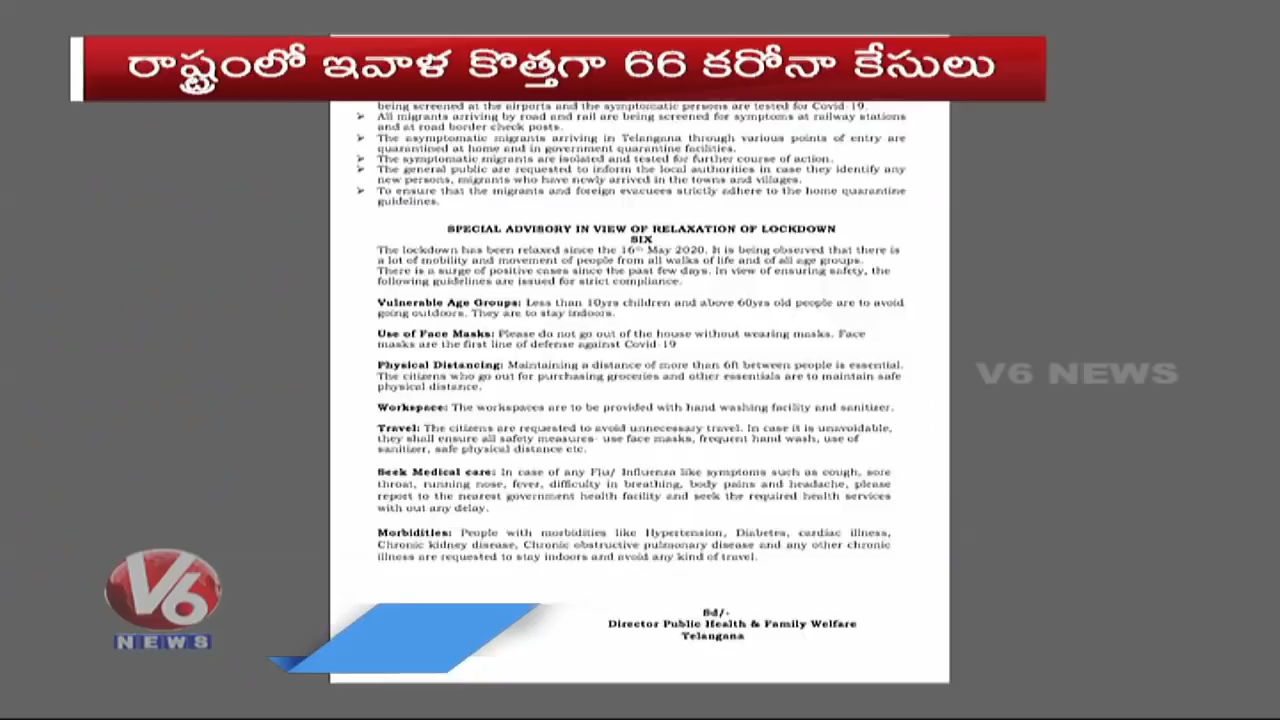 రాష్ట్రంలో ఇవాళ కొత్తగా 66 కరోనా కేసులు
being screened at the airports and the symptomatic persons are tested for Covid-19.
➢ All migrants arriving by road and rail are being screened for symptoms at railway stations
and at road border check posts.
➢ The asymptomatic migrants arriving in Telangana through various points of entry are
quarantined at home and in government quarantine facilities.
➢ The symptomatic migrants are isolated and tested for further course of action.
➢ The general public are requested to inform the local authorities in case they identify any
new persons, migrants who have newly arrived in the towns and villages.
➢ To ensure that the migrants and foreign evacuees strictly adhere to the home quarantine
guidelines.
SPECIAL ADVISORY IN VIEW OF RELAXATION OF LOCKDOWN
SIX
The lockdown has been relaxed since the 16th May 2020. It is being observed that there is
a lot of mobility and movement of people from all walks of life and of all age groups.
There is a surge of positive cases since the past few days. In view of ensuring safety, the
following guidelines are issued for strict compliance.
Vulnerable Age Groups: Less than 10yrs children and above 60yrs old people are to avoid
going outdoors. They are to stay indoors.
Use of Face Masks: Please do not go out of the house without wearing masks. Face
masks are the first line of defense against Covid-19
Physical Distancing: Maintaining a distance of more than 6ft between people is essential.
The citizens who go out for purchasing groceries and other essentials are to maintain safe
physical distance.
Workspace: The workspaces are to be provided with hand washing facility and sanitizer.
Travel: The citizens are requested to avoid unnecessary travel. In case it is unavoidable,
they shall ensure all safety measures- use face masks, frequent hand wash, use of
sanitizer, safe physical distance etc.
Seek Medical care: In case of any Flu/ Influenza like symptoms such as cough, sore
throat, running nose, fever, difficulty in breathing, body pains and headache, please
report to the nearest government health facility and seek the required health services
with out any delay.
Morbidities: People with morbidities like Hypertension, Diabetes, cardiac illness,
Chronic kidney disease, Chronic obstructive pulmonary disease and any other chronic
illness are requested to stay indoors and avoid any kind of travel.
Sd/-
Director Public Health & Family Welfare
Telangana
V6 NEWS
V6
NEWS